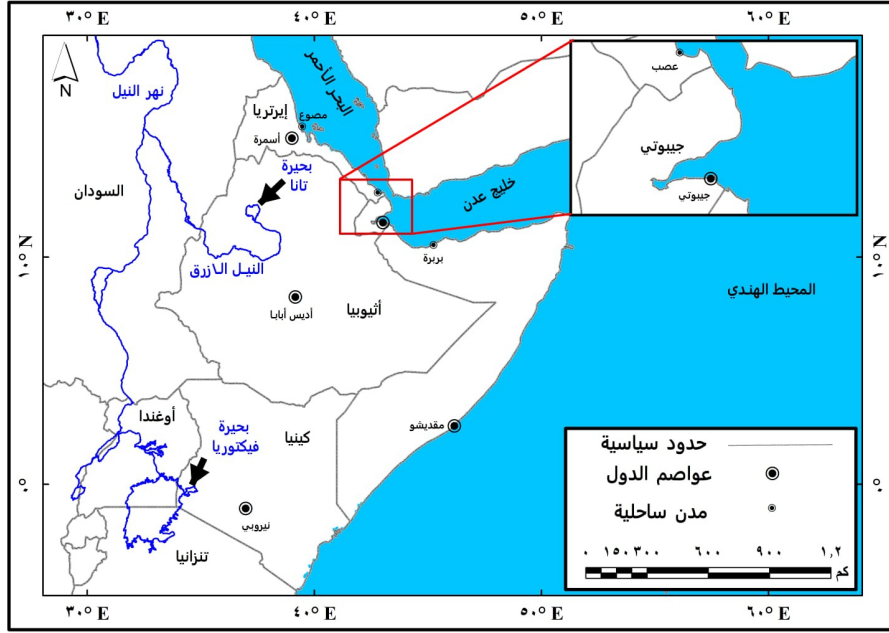 ٣٠° E
٤٠° E
٥٠° E
٦٠° E
N
نهر النيل
البحر الأحمر
إيرتريا
مصوع
أسمرة
السودان
بحيرة
تانا
خليج عدن
عصب
جيبوتي
جيبوتي
بربرة
النيل الازرق
١٠° N
١٠° N
المحيط الهندي
أثيوبيا
أديس أبابا
أوغندا
بحيرة
فيكتوريا
كينيا
مقديشو
نيروبي
تنزانيا
٠°
٠°
حدود سياسية
عواصم الدول
مدن ساحلية
٠ ١٥٠ ٣٠٠ ٦٠٠ ٩٠٠ ١,٢
كم
٣٠° E
٤٠° E
٥٠° E
٦٠° E